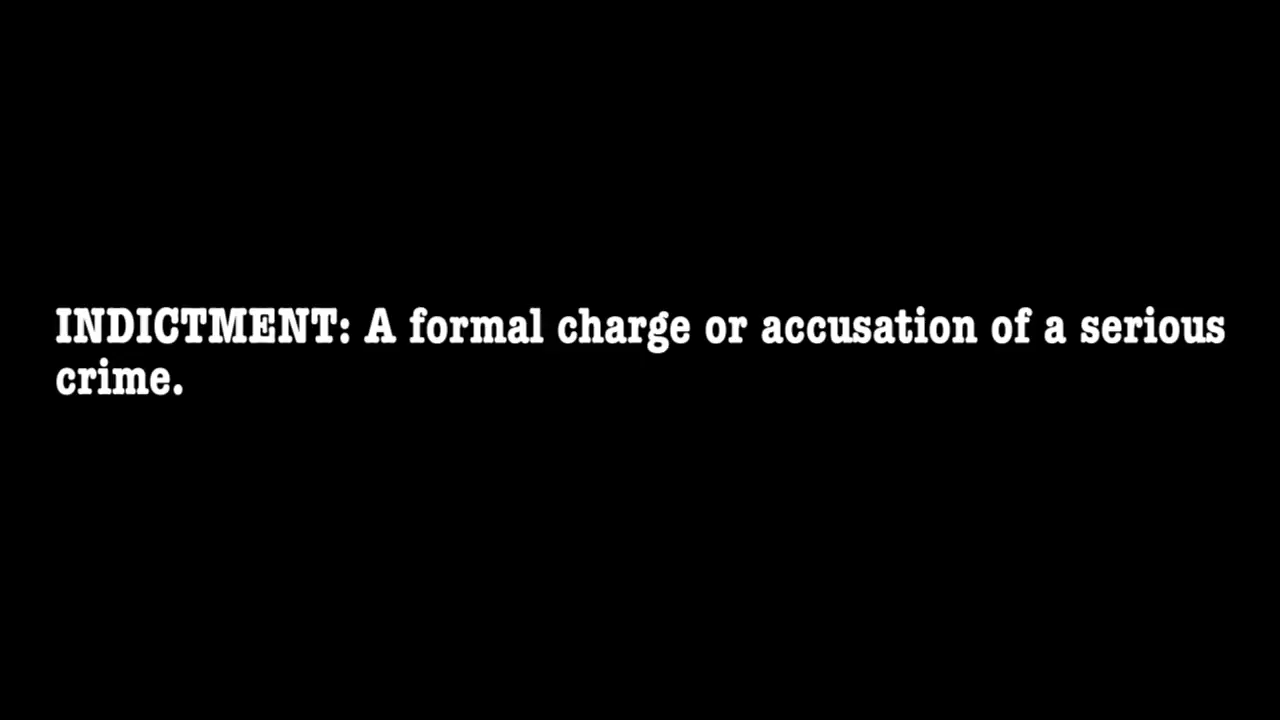 INDICTMENT: A formal charge or accusation of a serious
crime.